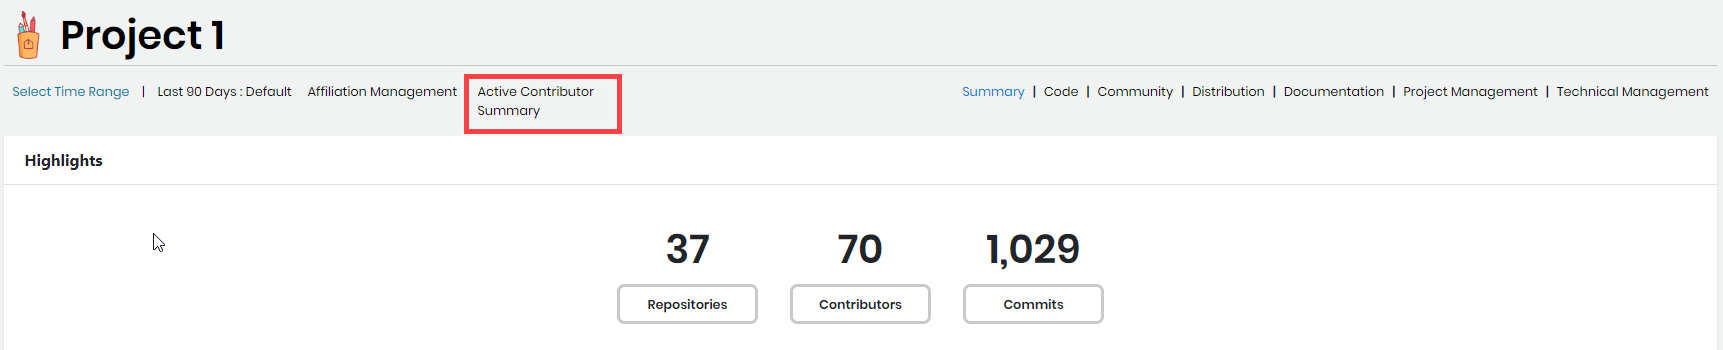 Project 1
Select Time Range | Last 90 Days : Default Affiliation Management Active Contributor Summary
Summary | Code | Community | Distribution | Documentation | Project Management | Technical Management
Highlights
37 70 1,029
Repositories Contributors Commits